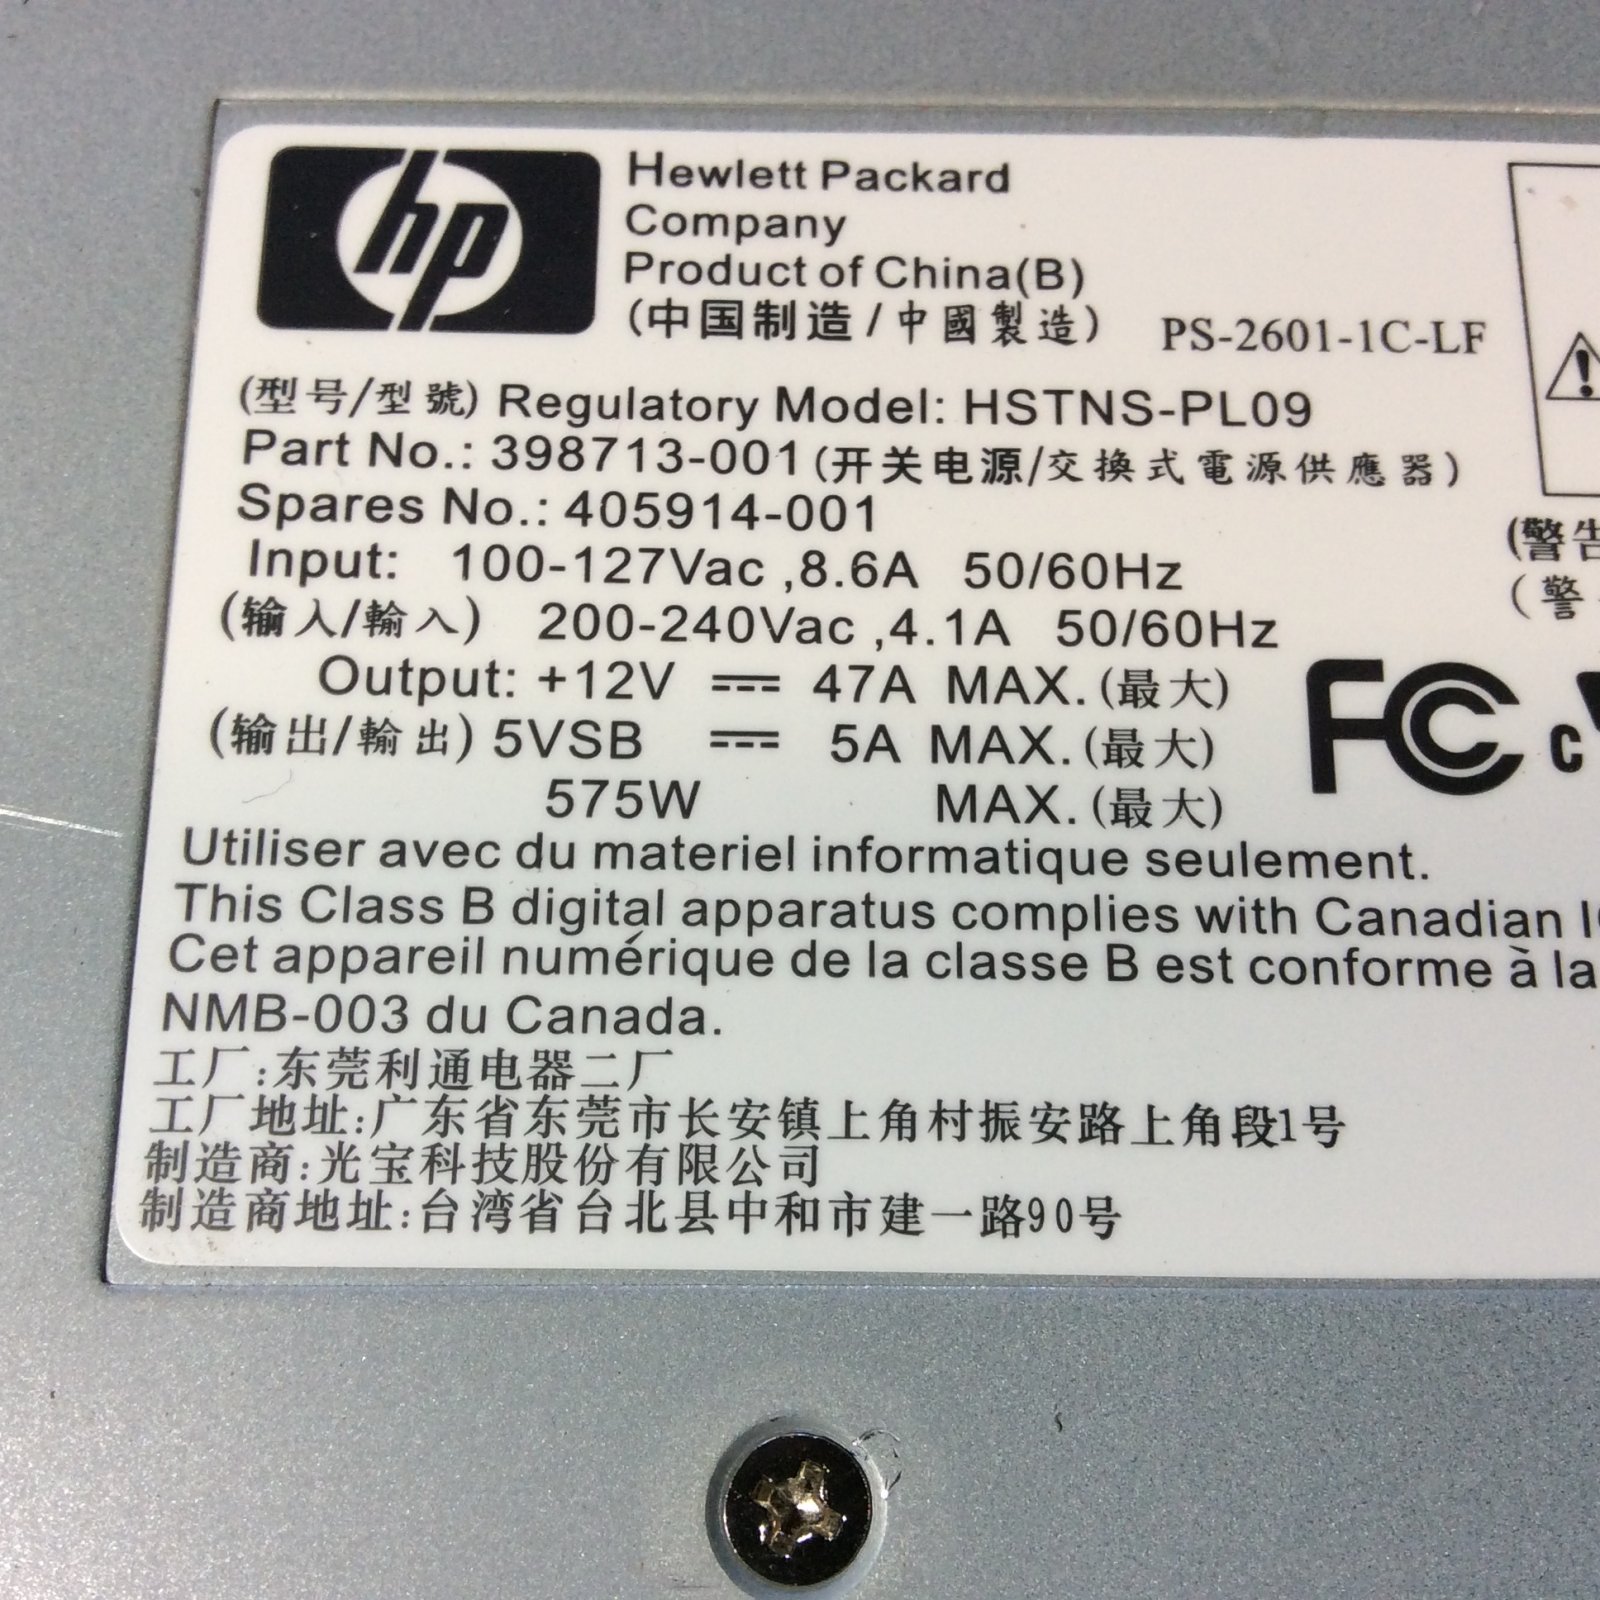 hp
Hewlett Packard
Company
Product of China(B)
(中国制造/中國製造)
PS-2601-1C-LF
(型号/型號) Regulatory Model: HSTNS-PL09
Part No.: 398713-001 (开关电源/交換式電源供應器)
Spares No.: 405914-001
Input: 100-127Vac ,8.6A 50/60Hz
(输入/輸入) 200-240Vac ,4.1A 50/60Hz
Output: +12V ⎓ 47A MAX. (最大)
(输出/輸出) 5VSB ⎓ 5A MAX. (最大)
575W MAX. (最大)
(警告
(警
FC c
Utiliser avec du materiel informatique seulement.
This Class B digital apparatus complies with Canadian
Cet appareil numérique de la classe B est conforme à la
NMB-003 du Canada.
工厂:东莞利通电器二厂
工厂地址:广东省东莞市长安镇上角村振安路上角段1号
制造商:光宝科技股份有限公司
制造商地址:台湾省台北县中和市建一路90号